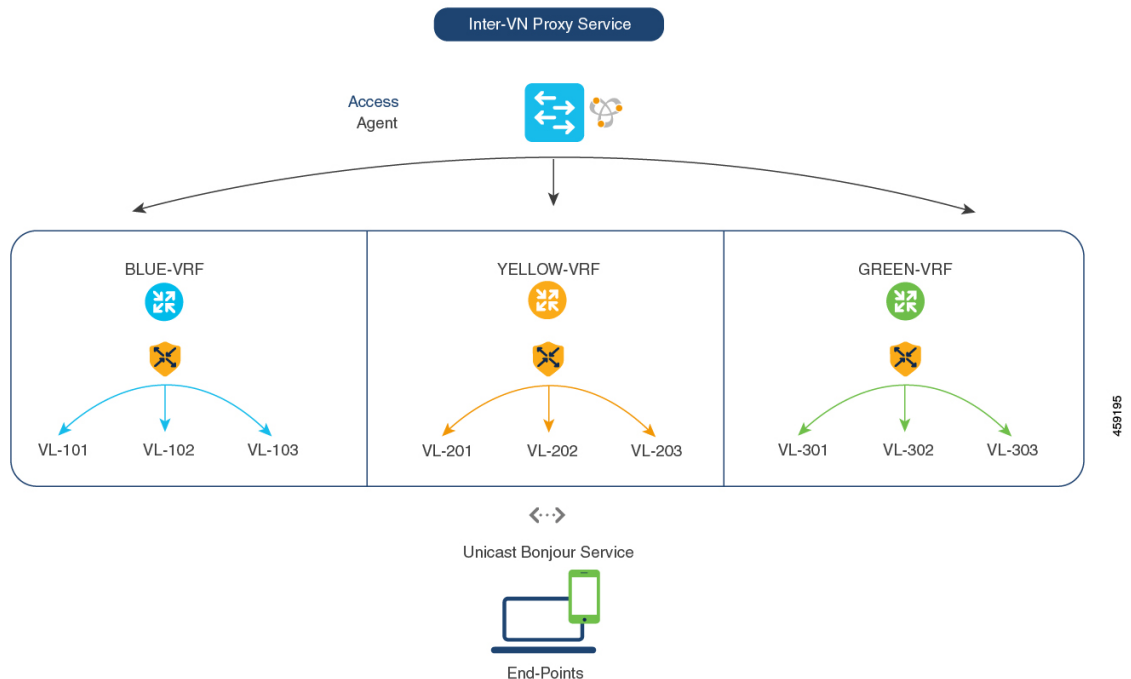 Inter-VN Proxy Service
Access
Agent
BLUE-VRF
YELLOW-VRF
GREEN-VRF
VL-101
VL-102
VL-103
VL-201
VL-202
VL-203
VL-301
VL-302
VL-303
459195
Unicast Bonjour Service
End-Points